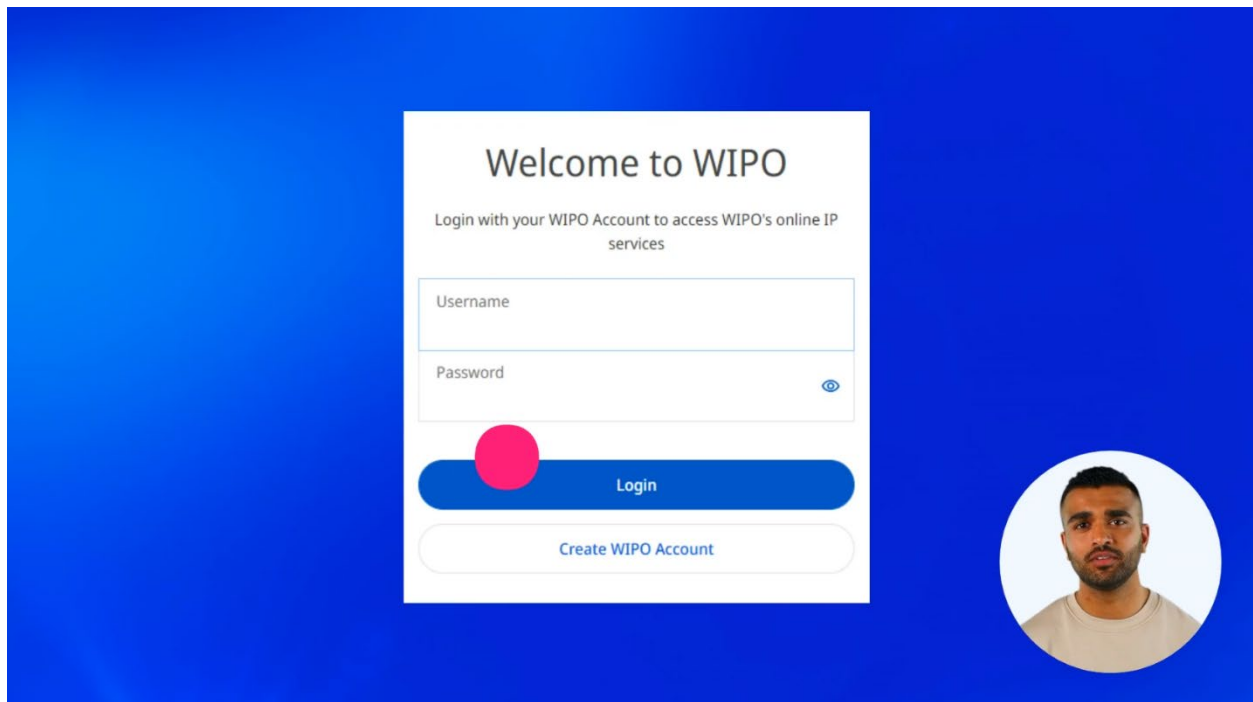 Welcome to WIPO
Login with your WIPO Account to access WIPO's online IP
services
Username
Password
Login
Create WIPO Account